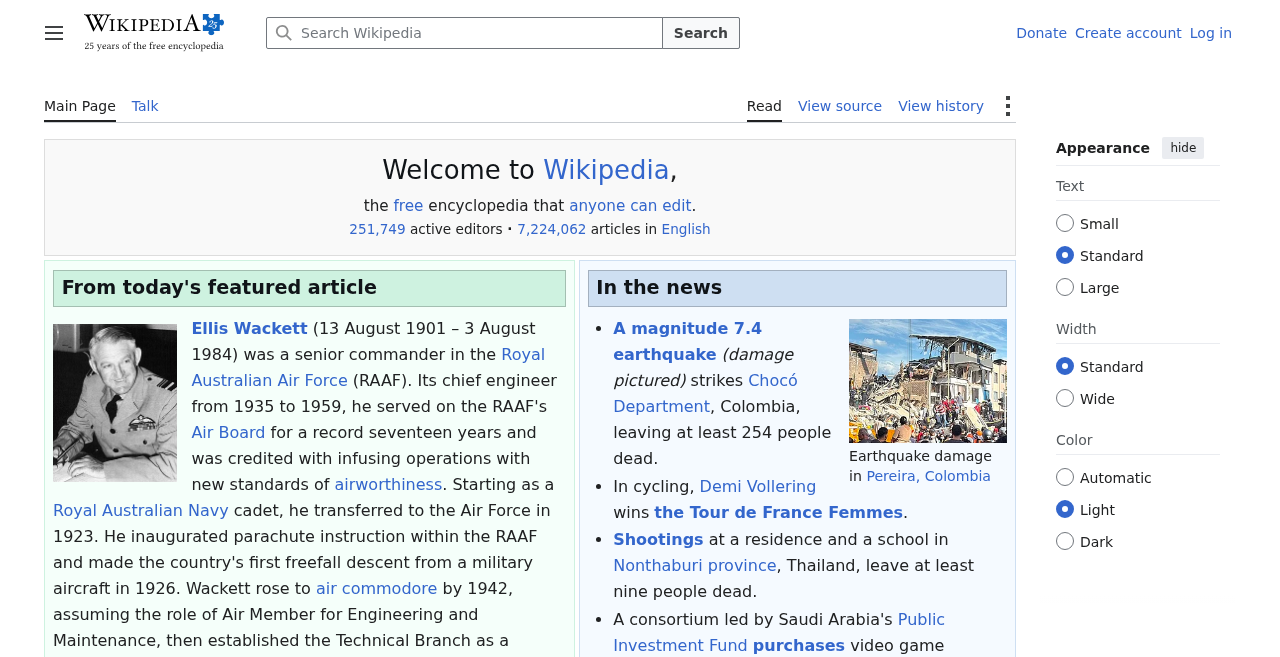 WIKIPEDIA 25
25 years of the free encyclopedia
Search Wikipedia
Search
Donate Create account Log in
Main Page Talk
Read View source View history
Welcome to Wikipedia,
the free encyclopedia that anyone can edit.
251,749 active editors · 7,224,062 articles in English
From today's featured article
Ellis Wackett (13 August 1901 – 3 August
1984) was a senior commander in the Royal
Australian Air Force (RAAF). Its chief engineer
from 1935 to 1959, he served on the RAAF's
Air Board for a record seventeen years and
was credited with infusing operations with
new standards of airworthiness. Starting as a
Royal Australian Navy cadet, he transferred to the Air Force in
1923. He inaugurated parachute instruction within the RAAF
and made the country's first freefall descent from a military
aircraft in 1926. Wackett rose to air commodore by 1942,
assuming the role of Air Member for Engineering and
Maintenance, then established the Technical Branch as a
In the news
• A magnitude 7.4
earthquake (damage
pictured) strikes Chocó
Department, Colombia,
leaving at least 254 people
dead.
Earthquake damage
in Pereira, Colombia
• In cycling, Demi Vollering
wins the Tour de France Femmes.
• Shootings at a residence and a school in
Nonthaburi province, Thailand, leave at least
nine people dead.
• A consortium led by Saudi Arabia's Public
Investment Fund purchases video game
Appearance hide
Text
Small
Standard
Large
Width
Standard
Wide
Color
Automatic
Light
Dark